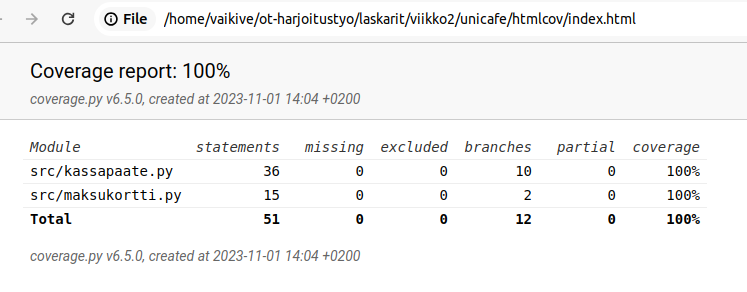 File /home/vaikive/ot-harjoitustyo/laskarit/viikko2/unicafe/htmlcov/index.html
Coverage report: 100%
coverage.py v6.5.0, created at 2023-11-01 14:04 +0200
Module statements missing excluded branches partial coverage
src/kassapaate.py 36 0 0 10 0 100%
src/maksukortti.py 15 0 0 2 0 100%
Total 51 0 0 12 0 100%
coverage.py v6.5.0, created at 2023-11-01 14:04 +0200